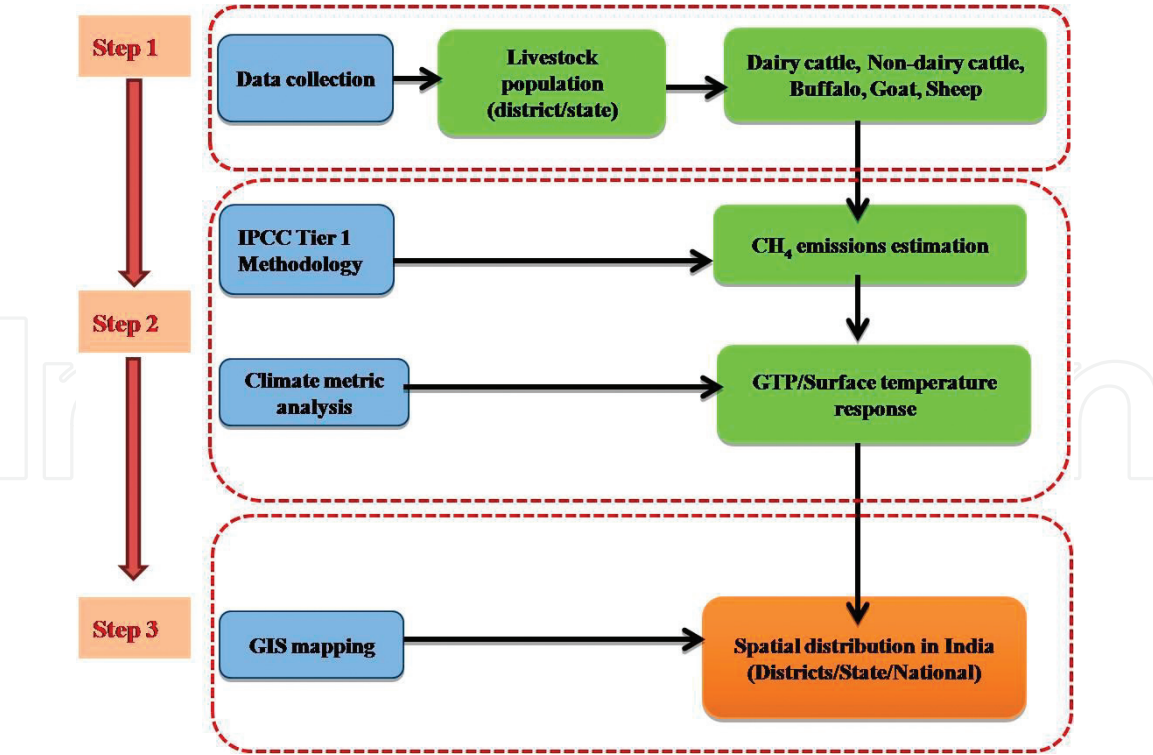 Step 1
Data collection
Livestock
population
(district/state)
Dairy cattle, Non-dairy cattle,
Buffalo, Goat, Sheep
Step 2
IPCC Tier 1
Methodology
CH₄ emissions estimation
Climate metric
analysis
GTP/Surface temperature
response
Step 3
GIS mapping
Spatial distribution in India
(Districts/State/National)